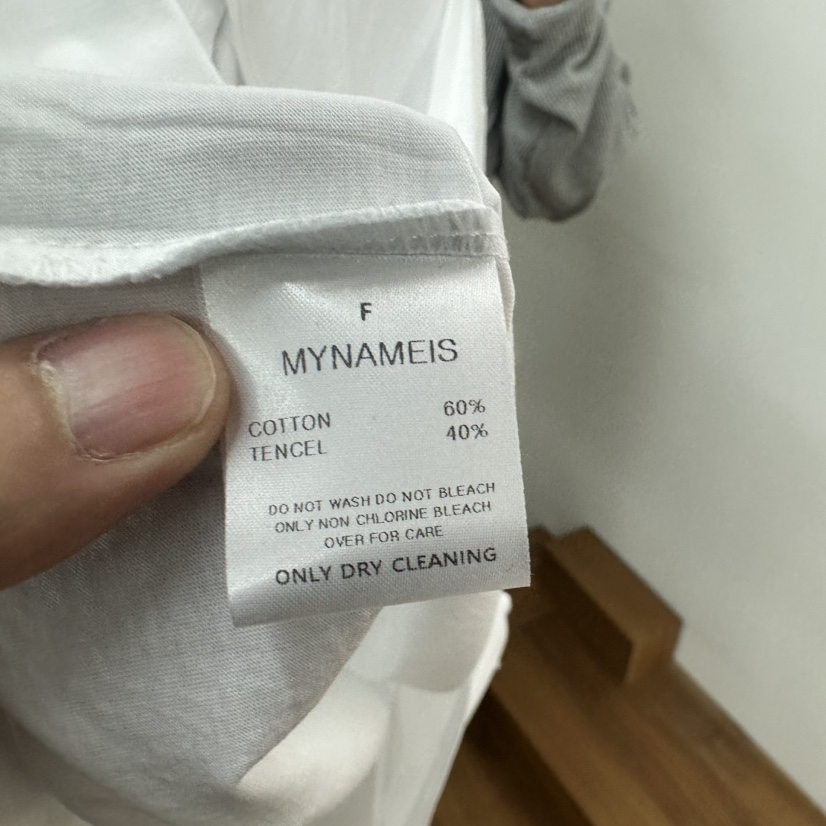 F
MYNAMEIS
COTTON 60%
TENCEL 40%
DO NOT WASH DO NOT BLEACH
ONLY NON CHLORINE BLEACH
OVER FOR CARE
ONLY DRY CLEANING